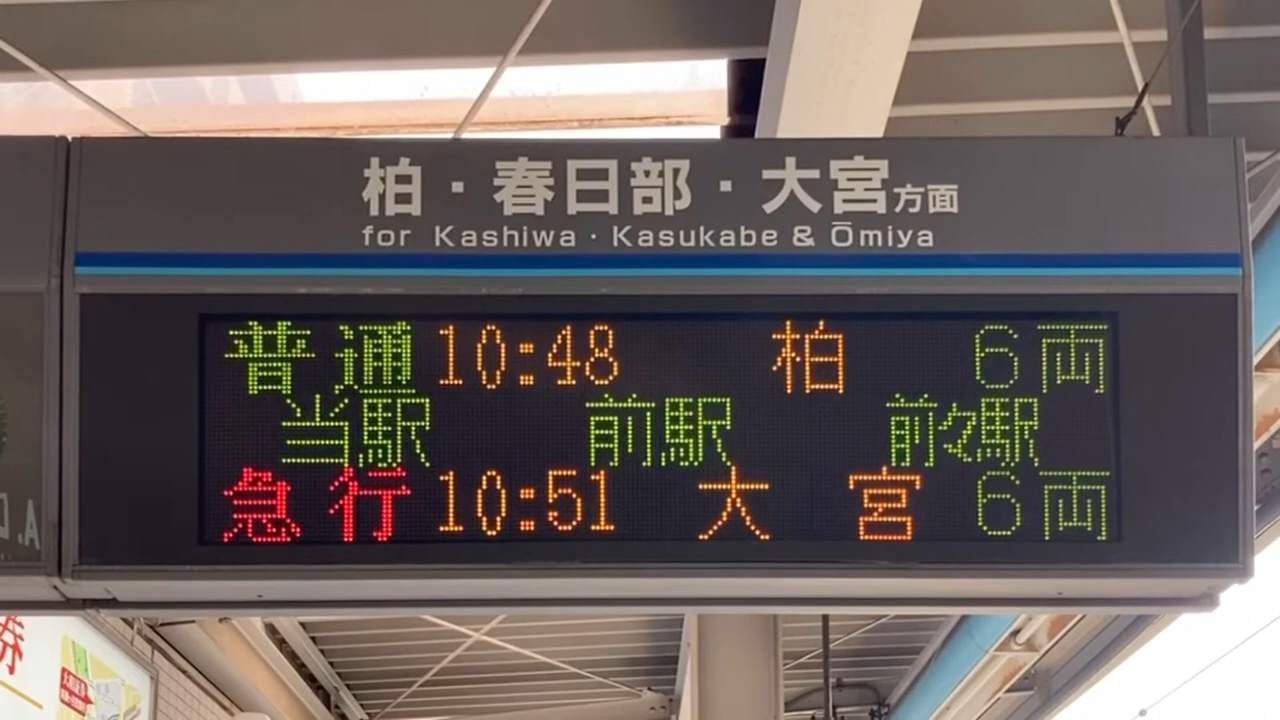 柏・春日部・大宮方面
for Kashiwa・Kasukabe & Ōmiya
普通 10:48 柏 6両
当駅 前駅 前々駅
急行 10:51 大宮 6両
券